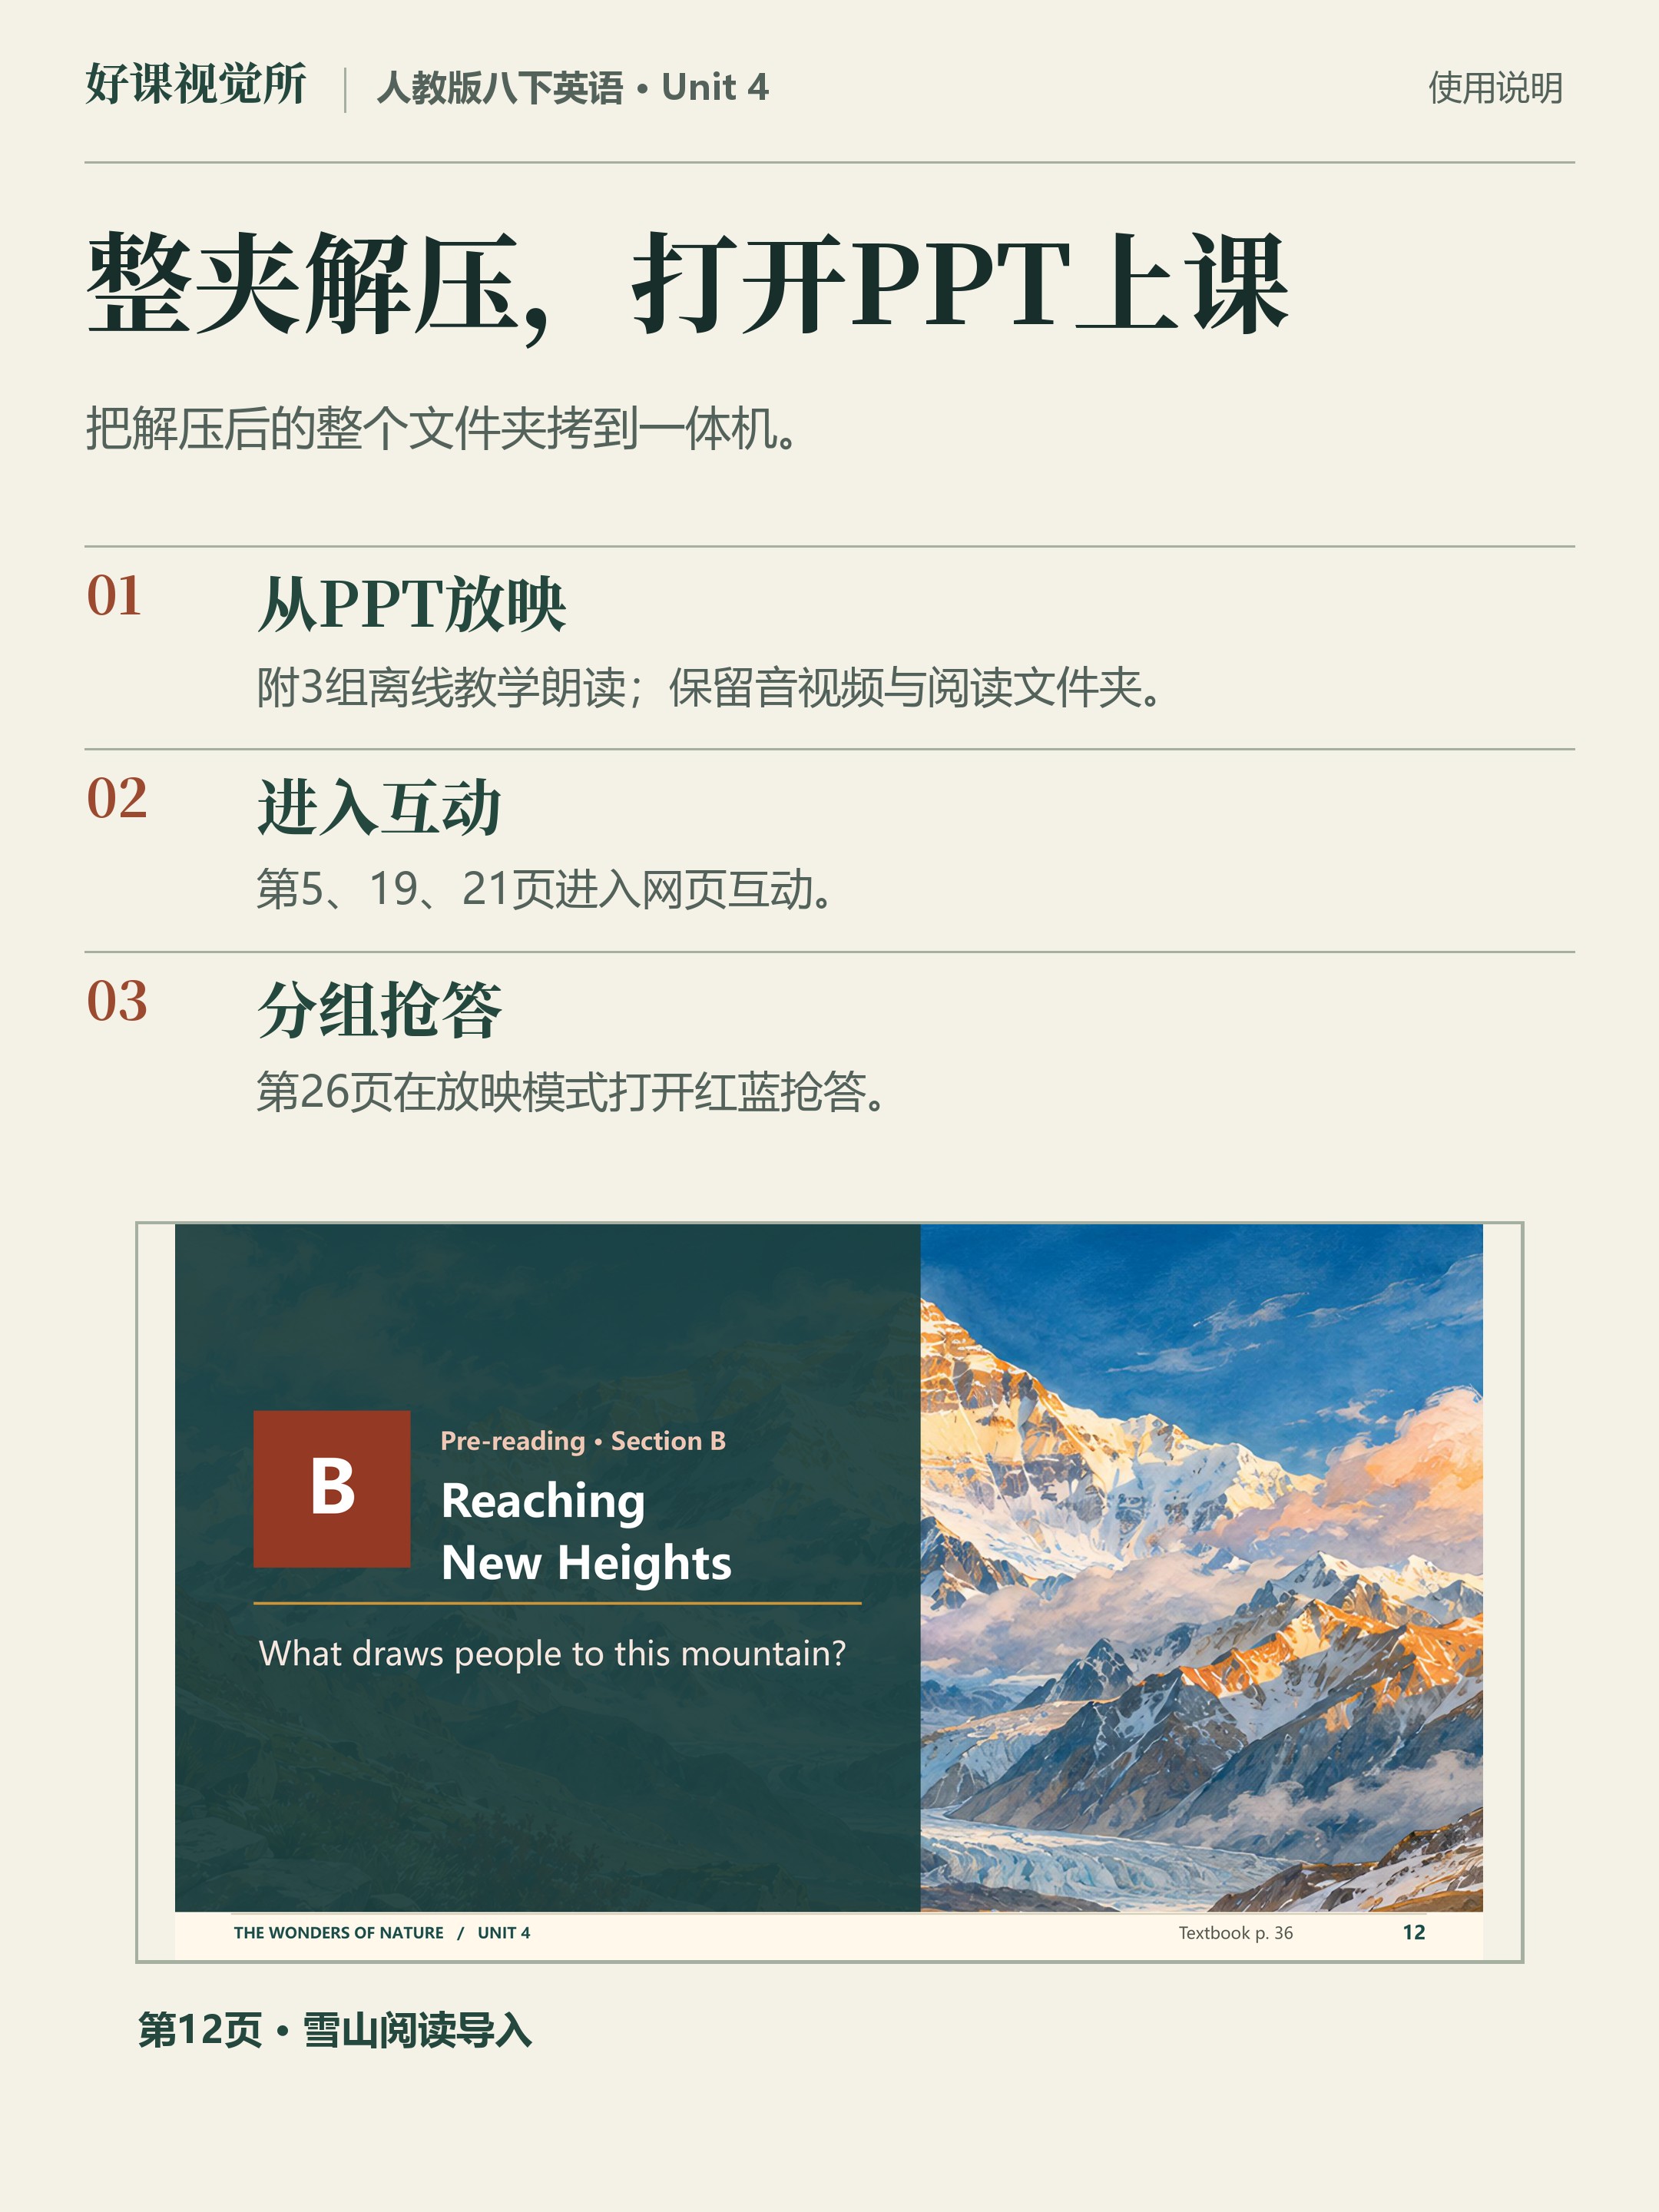 好课视觉所
人教版八下英语 • Unit 4
使用说明
整夹解压，打开PPT上课
把解压后的整个文件夹拷到一体机。
01
从PPT放映
附3组离线教学朗读；保留音视频与阅读文件夹。
02
进入互动
第5、19、21页进入网页互动。
03
分组抢答
第26页在放映模式打开红蓝抢答。
B
Pre-reading • Section B
Reaching
New Heights
What draws people to this mountain?
THE WONDERS OF NATURE / UNIT 4
Textbook p. 36
12
第12页 • 雪山阅读导入